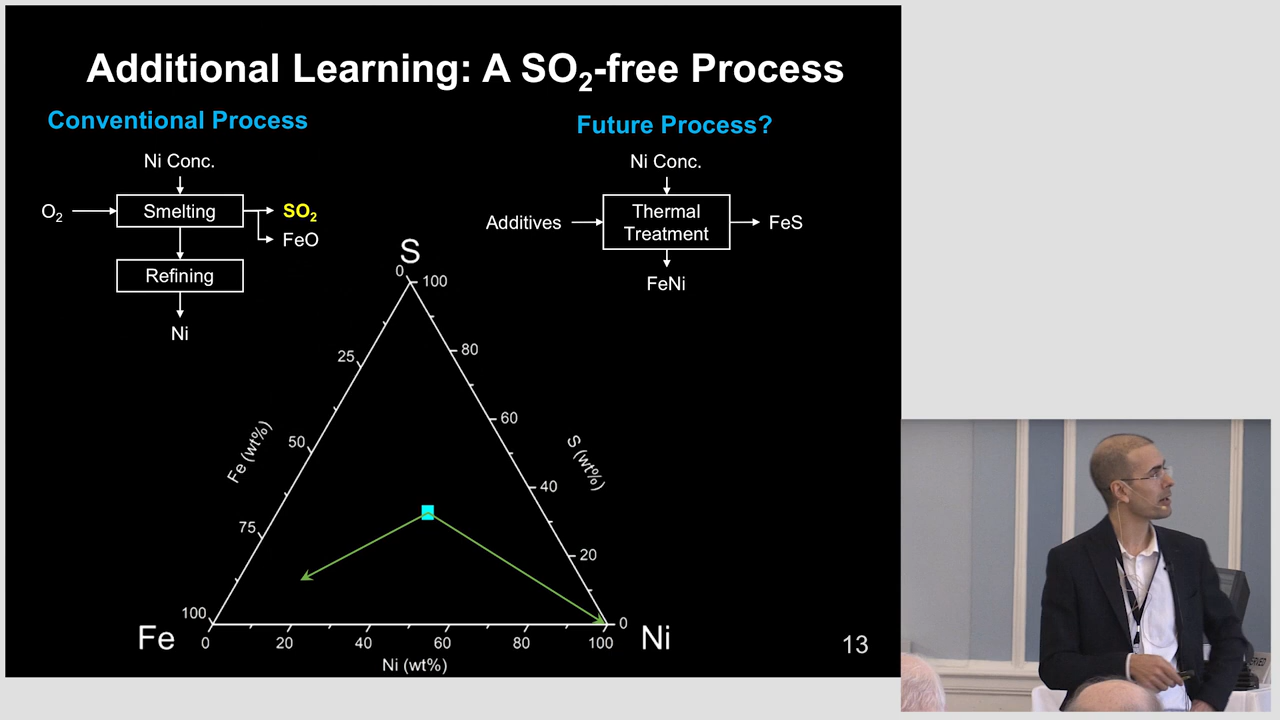 Additional Learning: A SO₂-free Process
Conventional Process
Ni Conc.
O₂
Smelting
SO₂
FeO
Refining
Ni
Future Process?
Ni Conc.
Additives
Thermal
Treatment
FeS
FeNi
S
0
100
25
80
50
60
Fe (wt%)
S (wt%)
40
75
20
100
0
Fe
0
20
40
60
80
100
Ni
Ni (wt%)
13